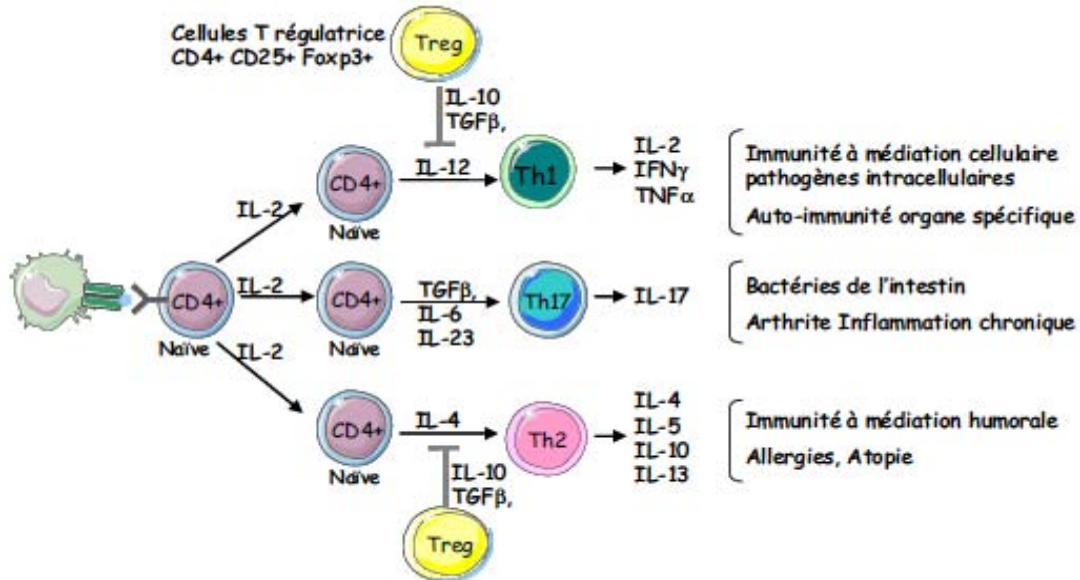 Cellules T régulatrice
CD4+ CD25+ Foxp3+
Treg
IL-10
TGFβ,
IL-2
CD4+
Naïve
IL-12
Th1
IL-2
IFNγ
TNFα
Immunité à médiation cellulaire
pathogènes intracellulaires
Auto-immunité organe spécifique
CD4+
Naïve
IL-2
CD4+
Naïve
TGFβ,
IL-6
IL-23
Th17
IL-17
Bactéries de l'intestin
Arthrite Inflammation chronique
IL-2
CD4+
Naïve
IL-4
Th2
IL-4
IL-5
IL-10
IL-13
Immunité à médiation humorale
Allergies, Atopie
IL-10
TGFβ,
Treg